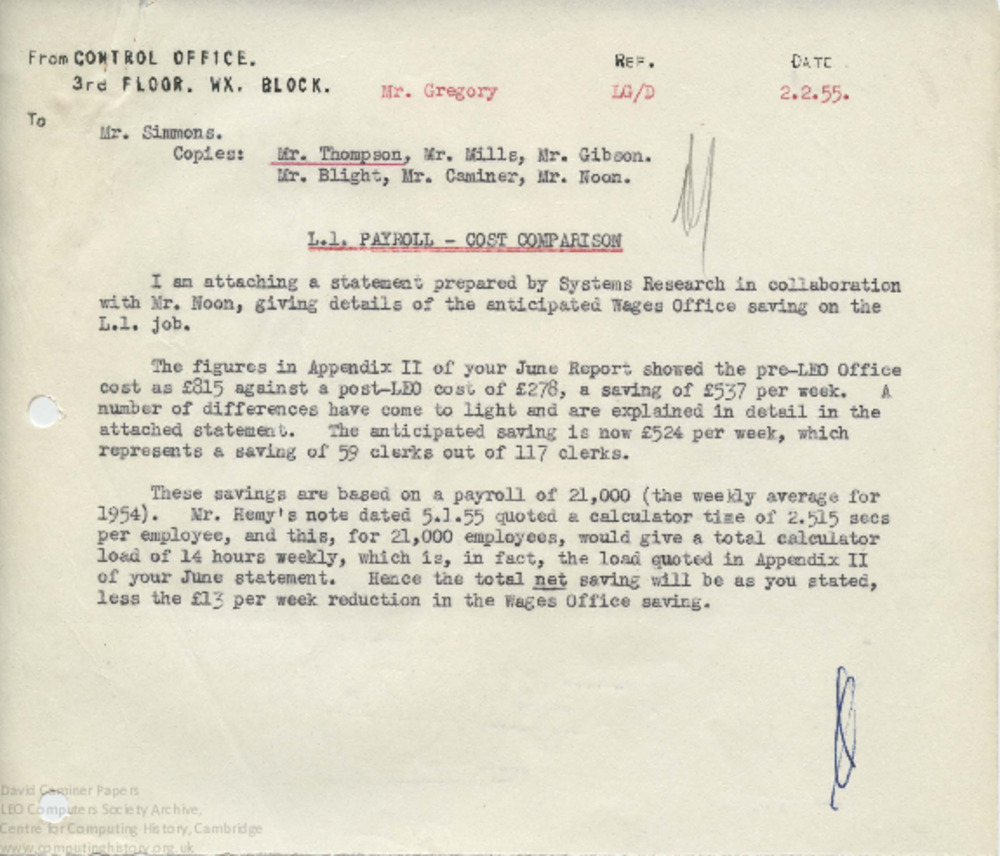 From CONTROL OFFICE. REF. DATE
3rd FLOOR. WX. BLOCK. Mr. Gregory LG/D 2.2.55.
To
Mr. Simmons.
Copies: Mr. Thompson, Mr. Mills, Mr. Gibson.
Mr. Blight, Mr. Caminer, Mr. Noon.
L.1. PAYROLL - COST COMPARISON
I am attaching a statement prepared by Systems Research in collaboration
with Mr. Noon, giving details of the anticipated Wages Office saving on the
L.1. job.
The figures in Appendix II of your June Report showed the pre-LEO Office
cost as £815 against a post-LEO cost of £278, a saving of £537 per week. A
number of differences have come to light and are explained in detail in the
attached statement. The anticipated saving is now £524 per week, which
represents a saving of 59 clerks out of 117 clerks.
These savings are based on a payroll of 21,000 (the weekly average for
1954). Mr. Hemy's note dated 5.1.55 quoted a calculator time of 2.515 secs
per employee, and this, for 21,000 employees, would give a total calculator
load of 14 hours weekly, which is, in fact, the load quoted in Appendix II
of your June statement. Hence the total net saving will be as you stated,
less the £13 per week reduction in the Wages Office saving.
David Caminer Papers
LEO Computers Society Archive,
Centre for Computing History, Cambridge
www.computinghistory.org.uk